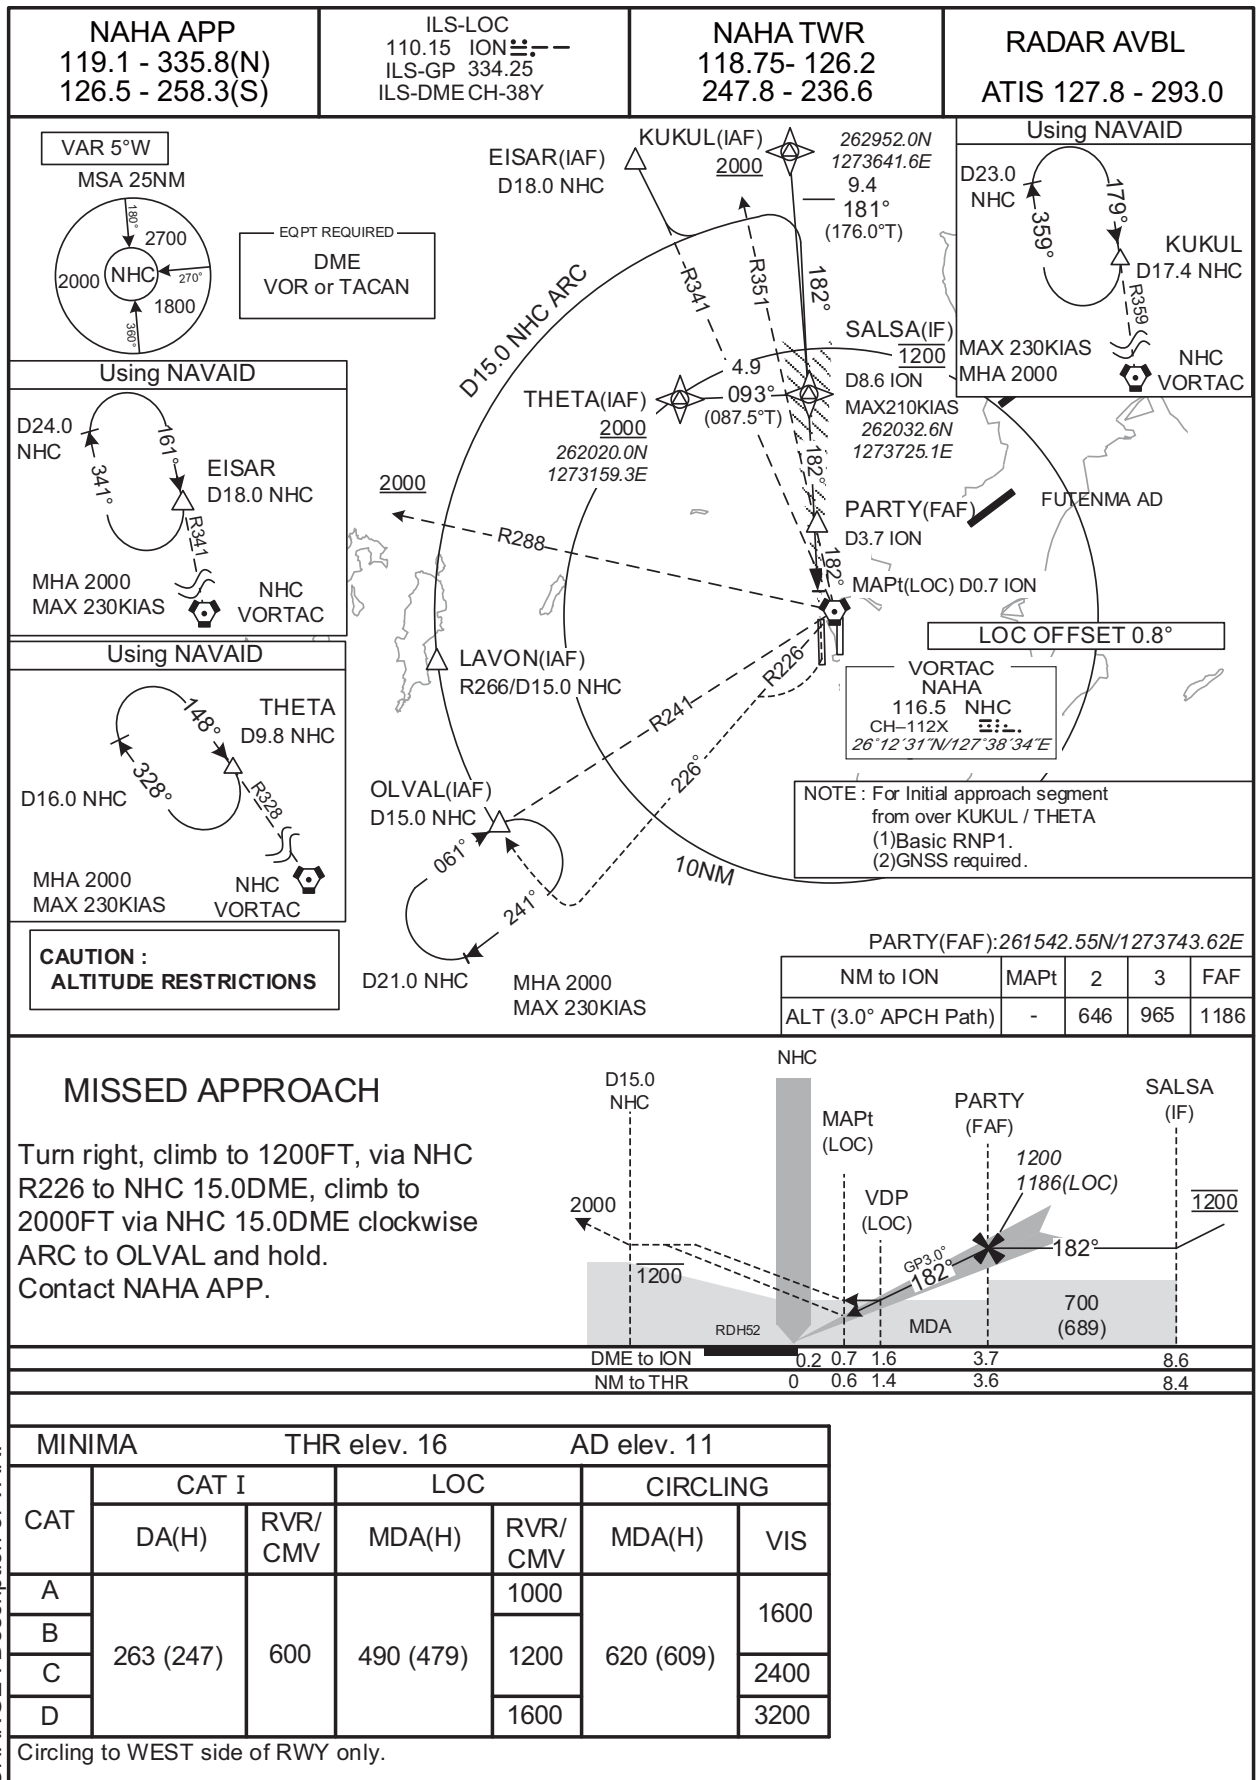 NAHA APP
119.1 - 335.8(N)
126.5 - 258.3(S)
ILS-LOC
110.15 ION
ILS-GP 334.25
ILS-DME CH-38Y
NAHA TWR
118.75- 126.2
247.8 - 236.6
RADAR AVBL
ATIS 127.8 - 293.0
VAR 5°W
MSA 25NM
180°
2700
2000
NHC
270°
1800
360°
EQPT REQUIRED
DME
VOR or TACAN
EISAR(IAF)
D18.0 NHC
KUKUL(IAF)
2000
262952.0N
1273641.6E
9.4
181°
(176.0°T)
Using NAVAID
D23.0
NHC
179°
359°
KUKUL
D17.4 NHC
R359
MAX 230KIAS
MHA 2000
NHC
VORTAC
D15.0 NHC ARC
R341
R351
182°
SALSA(IF)
1200
D8.6 ION
MAX210KIAS
262032.6N
1273725.1E
4.9
093°
(087.5°T)
THETA(IAF)
2000
262020.0N
1273159.3E
182°
Using NAVAID
D24.0
NHC
161°
341°
EISAR
D18.0 NHC
R341
MHA 2000
MAX 230KIAS
NHC
VORTAC
2000
R288
PARTY(FAF)
D3.7 ION
FUTENMA AD
182°
MAPt(LOC) D0.7 ION
LOC OFFSET 0.8°
Using NAVAID
148°
328°
THETA
D9.8 NHC
D16.0 NHC
R328
MHA 2000
MAX 230KIAS
NHC
VORTAC
LAVON(IAF)
R266/D15.0 NHC
R226
R241
226°
VORTAC
NAHA
116.5 NHC
CH–112X
26°12´31˝N/127°38´34˝E
OLVAL(IAF)
D15.0 NHC
061°
241°
D21.0 NHC
MHA 2000
MAX 230KIAS
10NM
NOTE : For Initial approach segment
from over KUKUL / THETA
(1)Basic RNP1.
(2)GNSS required.
CAUTION :
ALTITUDE RESTRICTIONS
PARTY(FAF):261542.55N/1273743.62E
NM to ION MAPt 2 3 FAF
ALT (3.0° APCH Path) - 646 965 1186
MISSED APPROACH
Turn right, climb to 1200FT, via NHC
R226 to NHC 15.0DME, climb to
2000FT via NHC 15.0DME clockwise
ARC to OLVAL and hold.
Contact NAHA APP.
NHC
D15.0
NHC
MAPt
(LOC)
PARTY
(FAF)
SALSA
(IF)
1200
1186(LOC)
VDP
(LOC)
2000
1200
1200
GP3.0°
182°
182°
RDH52
MDA
700
(689)
DME to ION 0.2 0.7 1.6 3.7 8.6
NM to THR 0 0.6 1.4 3.6 8.4
MINIMA THR elev. 16 AD elev. 11
CAT CAT I LOC CIRCLING
DA(H) RVR/CMV MDA(H) RVR/CMV MDA(H) VIS
A 1000
B 1600
263 (247) 600 490 (479) 1200 620 (609)
C 2400
D 1600 3200
Circling to WEST side of RWY only.